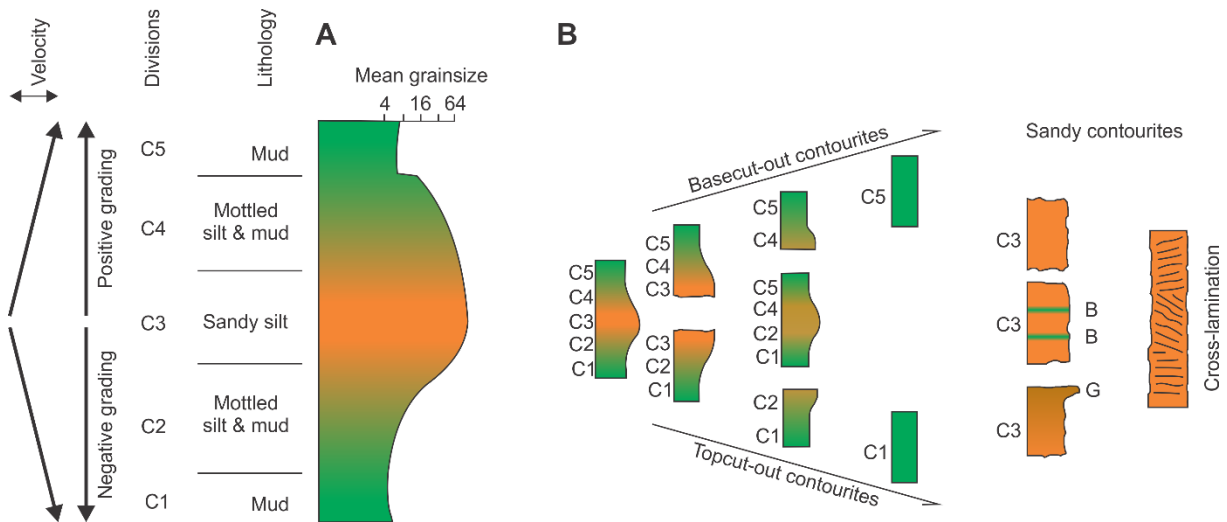 Velocity
Divisions
Lithology
A
Mean grainsize
4 16 64
Positive grading
Negative grading
C5
Mud
C4
Mottled
silt & mud
C3
Sandy silt
C2
Mottled
silt & mud
C1
Mud
B
Basecut-out contourites
Topcut-out contourites
C5
C4
C3
C2
C1
C5
C4
C3
C3
C2
C1
C5
C4
C5
C4
C2
C1
C2
C1
C5
C1
Sandy contourites
C3
C3
B
B
C3
G
Cross-lamination